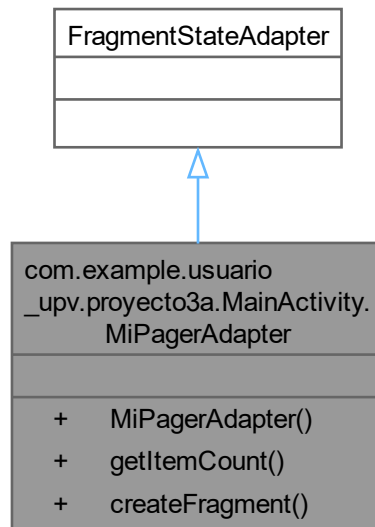 FragmentStateAdapter
com.example.usuario
_upv.proyecto3a.MainActivity.
MiPagerAdapter
+ MiPagerAdapter()
+ getItemCount()
+ createFragment()